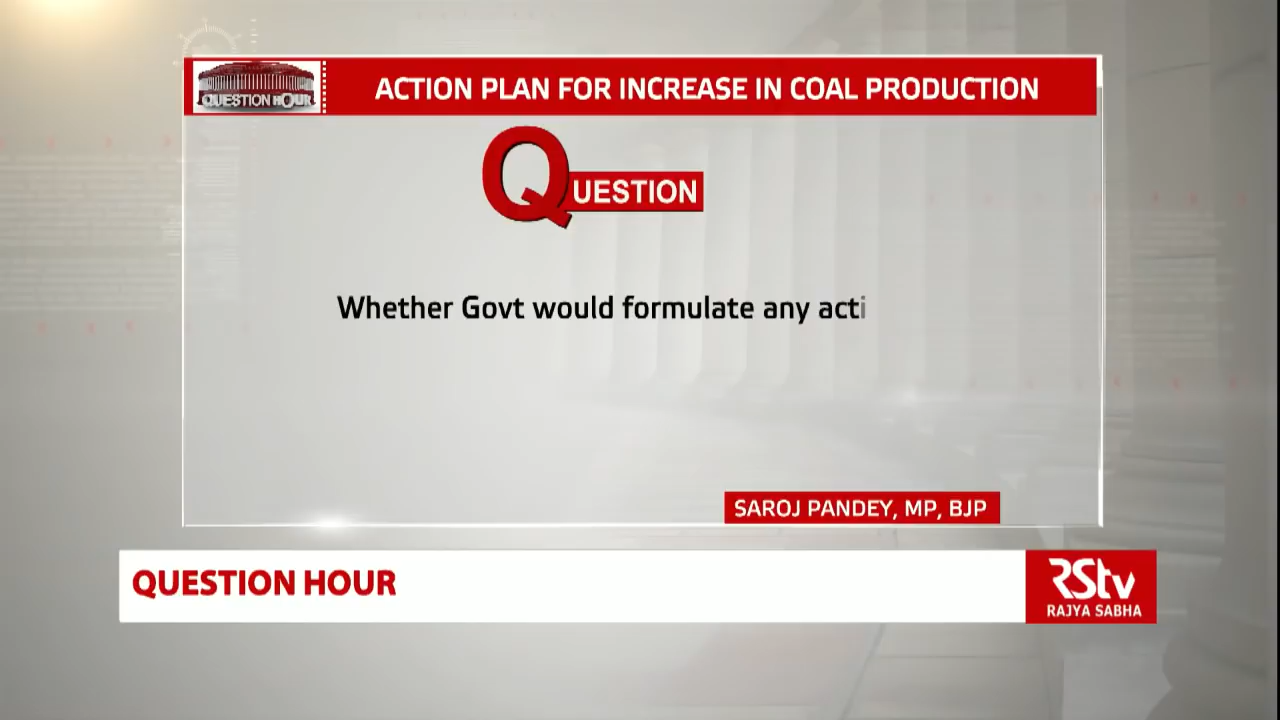 QUESTION HOUR
ACTION PLAN FOR INCREASE IN COAL PRODUCTION
QUESTION
Whether Govt would formulate any acti
SAROJ PANDEY, MP, BJP
QUESTION HOUR
RSTV
RAJYA SABHA